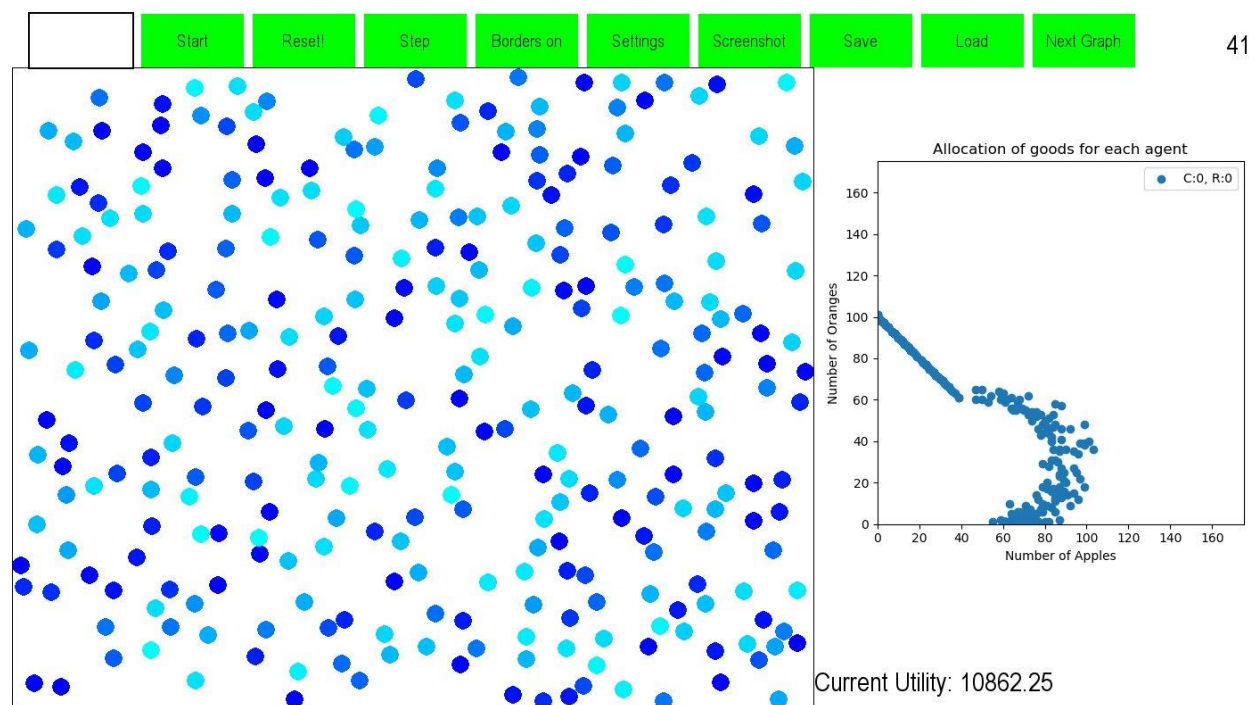 Start Reset! Step Borders on Settings Screenshot Save Load Next Graph
41
Allocation of goods for each agent
C:0, R:0
Number of Oranges
160
140
120
100
80
60
40
20
0
0 20 40 60 80 100 120 140 160
Number of Apples
Current Utility: 10862.25